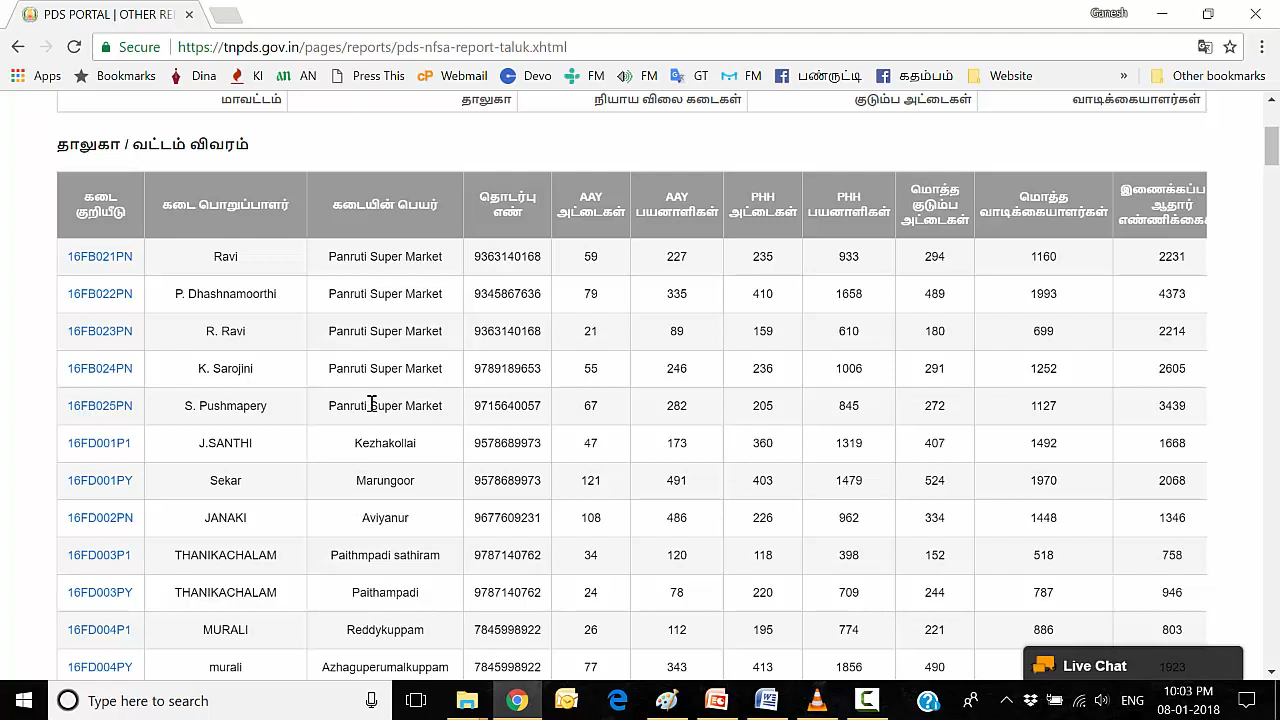 PDS PORTAL | OTHER RE
Ganesh
Secure https://tnpds.gov.in/pages/reports/pds-nfsa-report-taluk.xhtml
Apps Bookmarks Dina KI AN Press This Webmail Devo FM FM GT FM பண்ருட்டி கதம்பம் Website » Other bookmarks
மாவட்டம் தாலுகா நியாய விலை கடைகள் குடும்ப அட்டைகள் வாடிக்கையாளர்கள்
தாலுகா / வட்டம் விவரம்
கடை குறியீடு கடை பொறுப்பாளர் கடையின் பெயர் தொடர்பு எண் AAY அட்டைகள் AAY பயனாளிகள் PHH அட்டைகள் PHH பயனாளிகள் மொத்த குடும்ப அட்டைகள் மொத்த வாடிக்கையாளர்கள் இணைக்கப்ப ஆதார் எண்ணிக்கை
16FB021PN Ravi Panruti Super Market 9363140168 59 227 235 933 294 1160 2231
16FB022PN P. Dhashnamoorthi Panruti Super Market 9345867636 79 335 410 1658 489 1993 4373
16FB023PN R. Ravi Panruti Super Market 9363140168 21 89 159 610 180 699 2214
16FB024PN K. Sarojini Panruti Super Market 9789189653 55 246 236 1006 291 1252 2605
16FB025PN S. Pushmapery Panruti Super Market 9715640057 67 282 205 845 272 1127 3439
16FD001P1 J.SANTHI Kezhakollai 9578689973 47 173 360 1319 407 1492 1668
16FD001PY Sekar Marungoor 9578689973 121 491 403 1479 524 1970 2068
16FD002PN JANAKI Aviyanur 9677609231 108 486 226 962 334 1448 1346
16FD003P1 THANIKACHALAM Paithmpadi sathiram 9787140762 34 120 118 398 152 518 758
16FD003PY THANIKACHALAM Paithampadi 9787140762 24 78 220 709 244 787 946
16FD004P1 MURALI Reddykuppam 7845998922 26 112 195 774 221 886 803
16FD004PY murali Azhaguperumalkuppam 7845998922 77 343 413 1856 490 1923
Live Chat
Type here to search
ENG 10:03 PM
08-01-2018